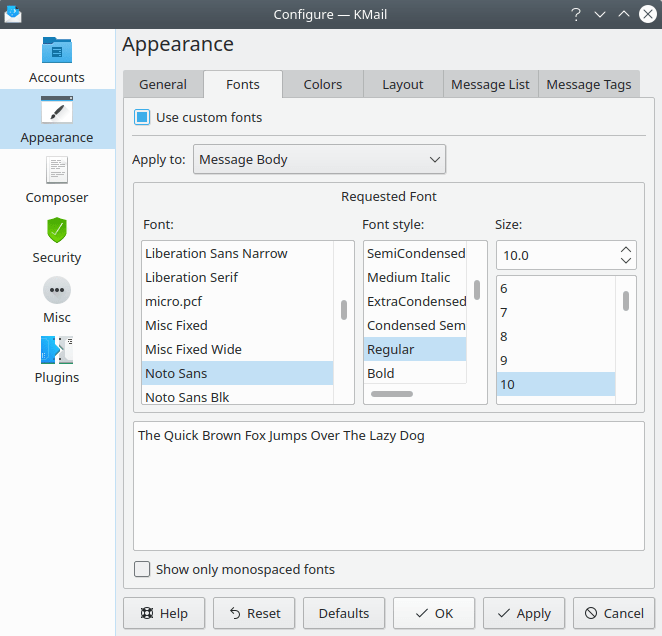 Configure — KMail
Accounts
Appearance
Composer
Security
Misc
Plugins
Appearance
General Fonts Colors Layout Message List Message Tags
Use custom fonts
Apply to: Message Body
Requested Font
Font: Font style: Size:
Liberation Sans Narrow
Liberation Serif
micro.pcf
Misc Fixed
Misc Fixed Wide
Noto Sans
Noto Sans Blk
SemiCondensed
Medium Italic
ExtraCondensed
Condensed Sem
Regular
Bold
10.0
6
7
8
9
10
The Quick Brown Fox Jumps Over The Lazy Dog
Show only monospaced fonts
Help Reset Defaults OK Apply Cancel